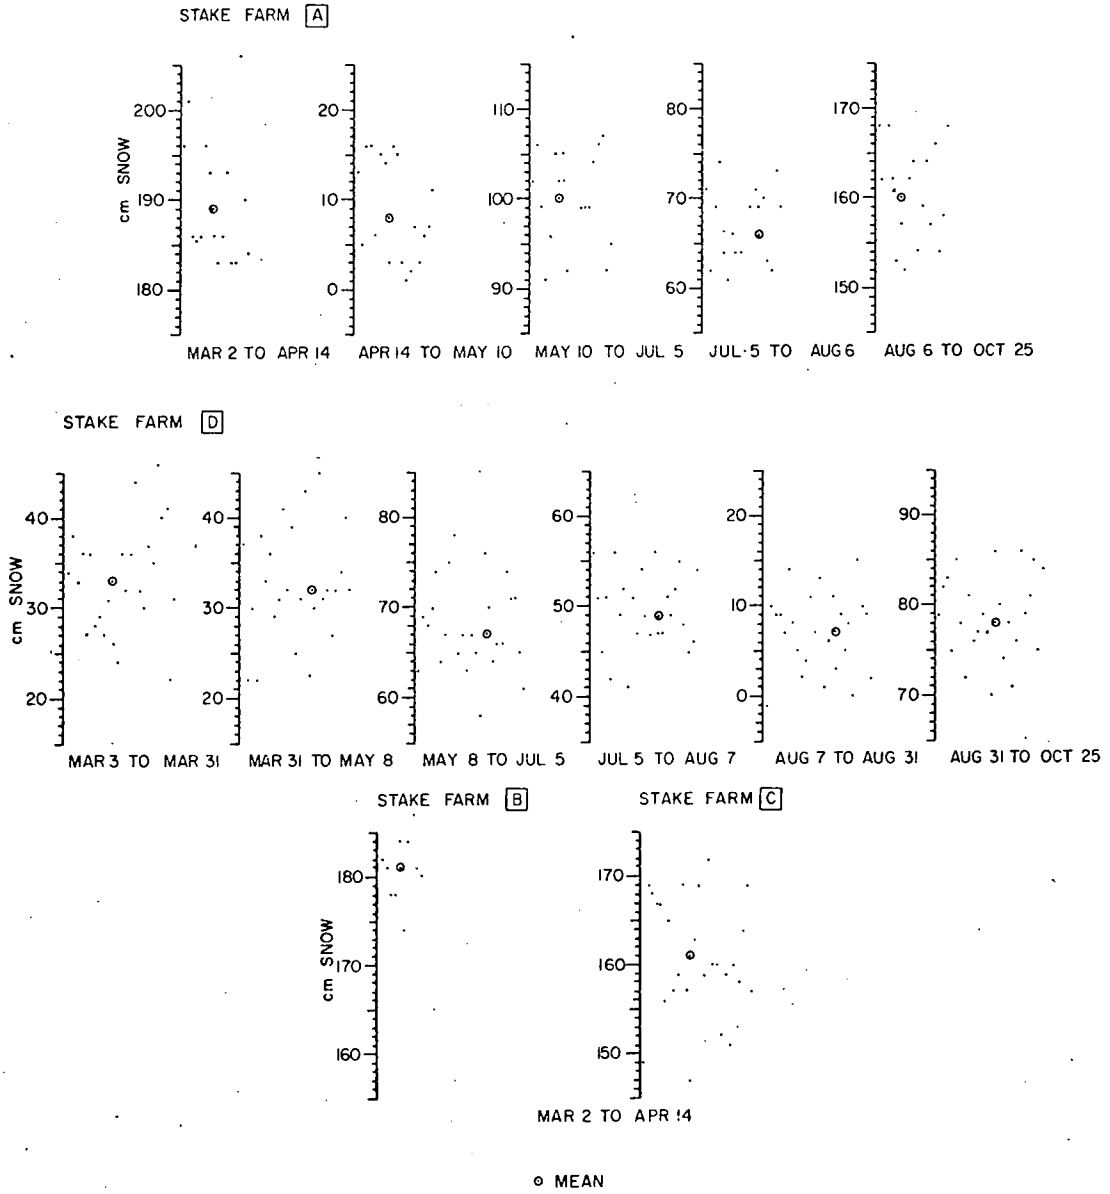 STAKE FARM A
200
190
180
cm SNOW
20
10
0
110
100
90
80
70
60
170
160
150
MAR 2 TO APR 14
APR 14 TO MAY 10
MAY 10 TO JUL 5
JUL 5 TO AUG 6
AUG 6 TO OCT 25
STAKE FARM D
40
30
20
cm SNOW
40
30
20
80
70
60
60
50
40
20
10
0
90
80
70
MAR 3 TO MAR 31
MAR 31 TO MAY 8
MAY 8 TO JUL 5
JUL 5 TO AUG 7
AUG 7 TO AUG 31
AUG 31 TO OCT 25
STAKE FARM B
STAKE FARM C
180
170
160
cm SNOW
170
160
150
MAR 2 TO APR 14
MEAN